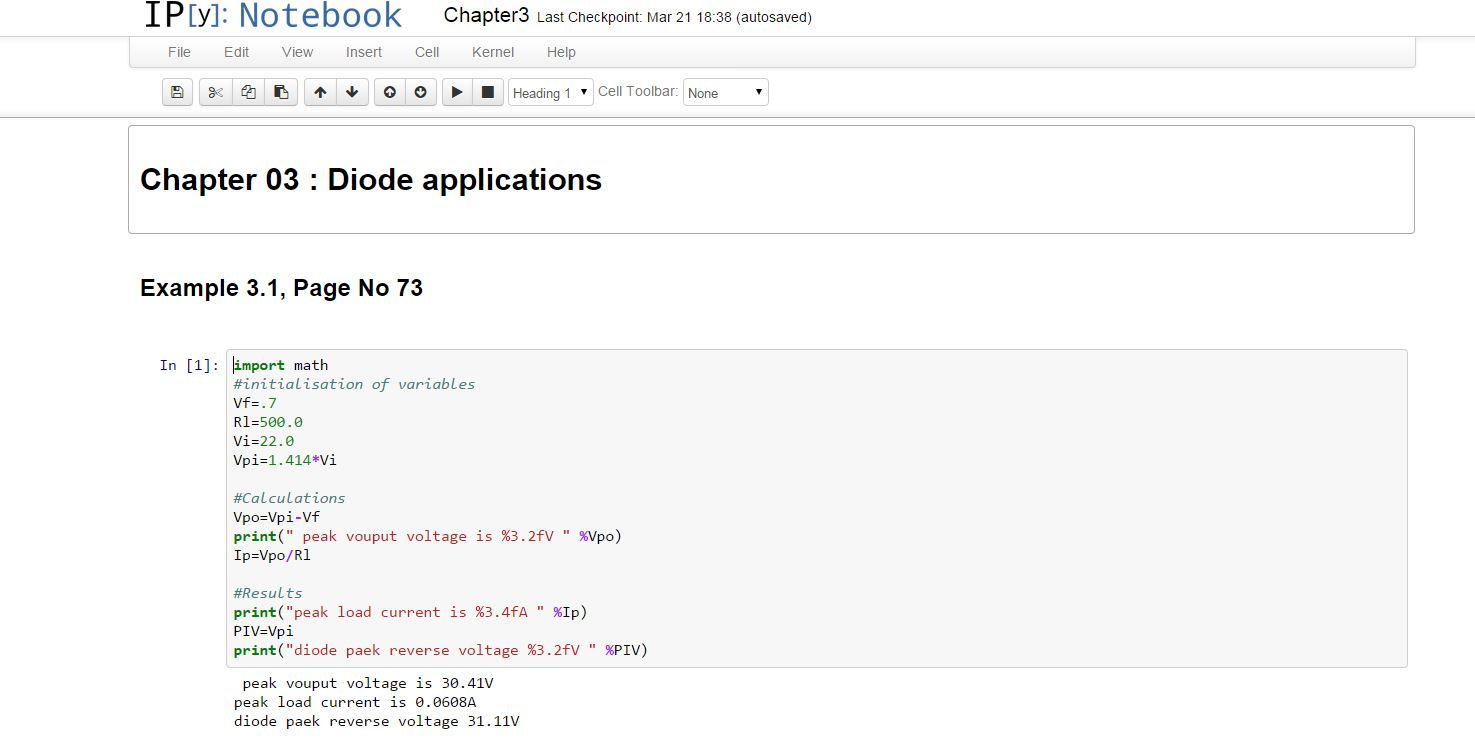 IP[y]: Notebook Chapter3 Last Checkpoint: Mar 21 18:38 (autosaved)
File Edit View Insert Cell Kernel Help
Heading 1 Cell Toolbar: None
Chapter 03 : Diode applications
Example 3.1, Page No 73
In [1]: import math
#initialisation of variables
Vf=.7
Rl=500.0
Vi=22.0
Vpi=1.414*Vi
#Calculations
Vpo=Vpi-Vf
print(" peak vouput voltage is %3.2fV " %Vpo)
Ip=Vpo/Rl
#Results
print("peak load current is %3.4fA " %Ip)
PIV=Vpi
print("diode paek reverse voltage %3.2fV " %PIV)
peak vouput voltage is 30.41V
peak load current is 0.0608A
diode paek reverse voltage 31.11V